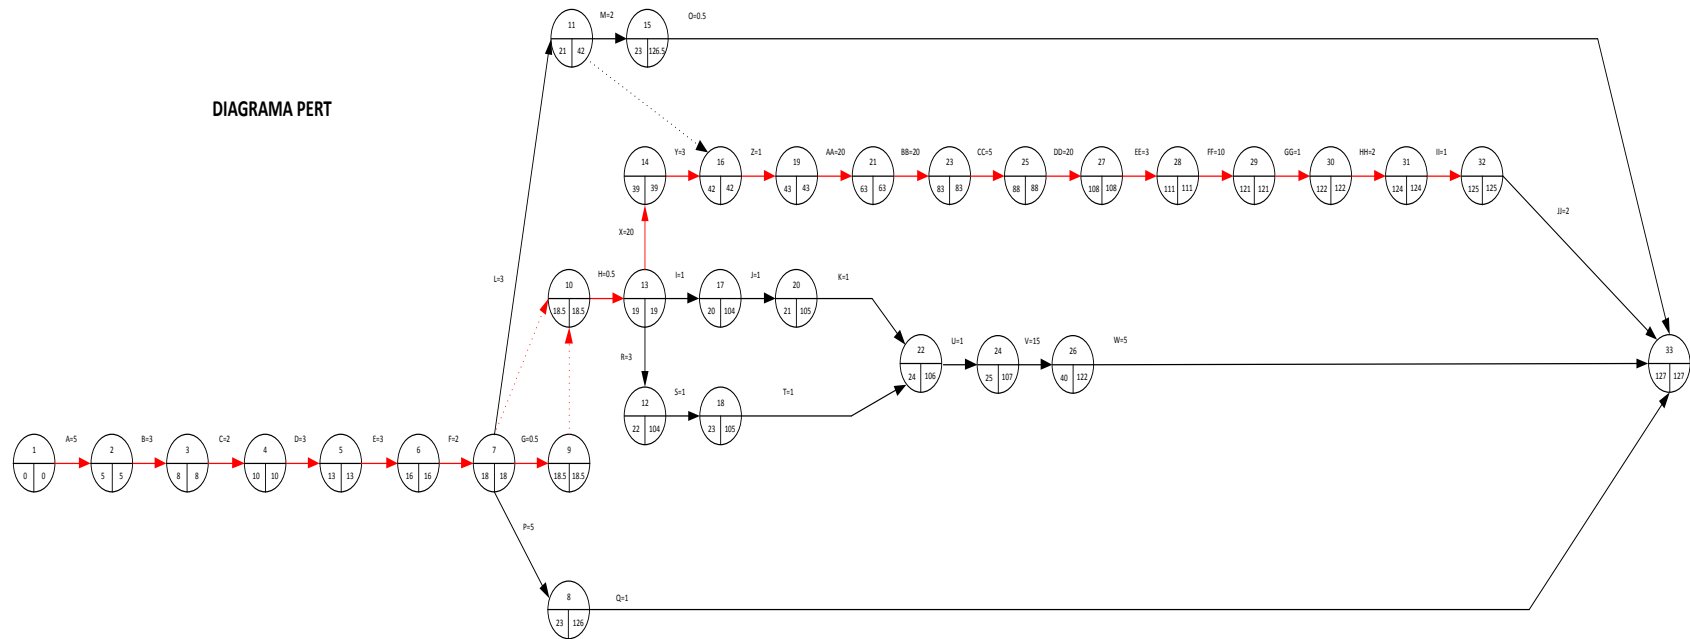 M=2
O=0.5
11
15
21 42
23 126.5
DIAGRAMA PERT
14
Y=3
16
Z=1
19
AA=20
21
BB=20
23
CC=5
25
DD=20
27
EE=3
28
FF=10
29
GG=1
30
HH=2
31
II=1
32
39 39
42 42
43 43
63 63
83 83
88 88
108 108
111 111
121 121
122 122
124 124
125 125
X=20
JJ=2
L=3
10
H=0.5
13
I=1
17
J=1
20
K=1
18.5 18.5
19 19
20 104
21 105
R=3
22
U=1
24
V=15
26
W=5
33
24 106
25 107
40 122
127 127
12
S=1
18
T=1
22 104
23 105
1
A=5
2
B=3
3
C=2
4
D=3
5
E=3
6
F=2
7
G=0.5
9
0 0
5 5
8 8
10 10
13 13
16 16
18 18
18.5 18.5
P=5
8
Q=1
23 126